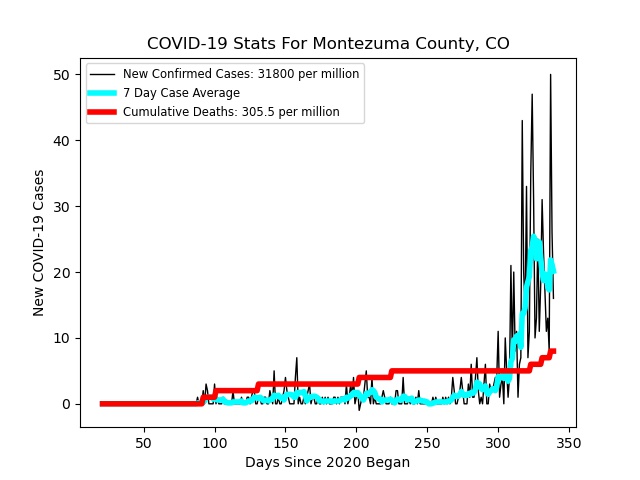 COVID-19 Stats For Montezuma County, CO
New Confirmed Cases: 31800 per million
7 Day Case Average
Cumulative Deaths: 305.5 per million
New COVID-19 Cases
50
40
30
20
10
0
50 100 150 200 250 300 350
Days Since 2020 Began